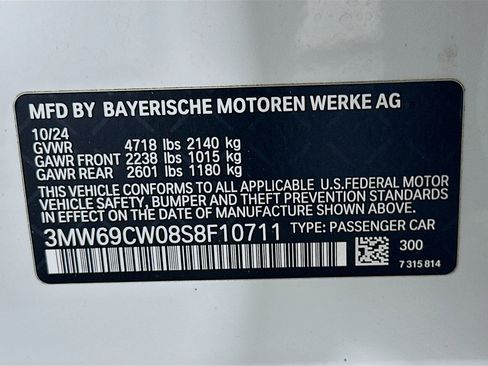 MFD BY BAYERISCHE MOTOREN WERKE AG
10/24
GVWR 4718 lbs 2140 kg
GAWR FRONT 2238 lbs 1015 kg
GAWR REAR 2601 lbs 1180 kg
THIS VEHICLE CONFORMS TO ALL APPLICABLE U.S.FEDERAL MOTOR
VEHICLE SAFETY, BUMPER AND THEFT PREVENTION STANDARDS
IN EFFECT ON THE DATE OF MANUFACTURE SHOWN ABOVE.
3MW69CW08S8F10711 TYPE: PASSENGER CAR
300
7 315 814